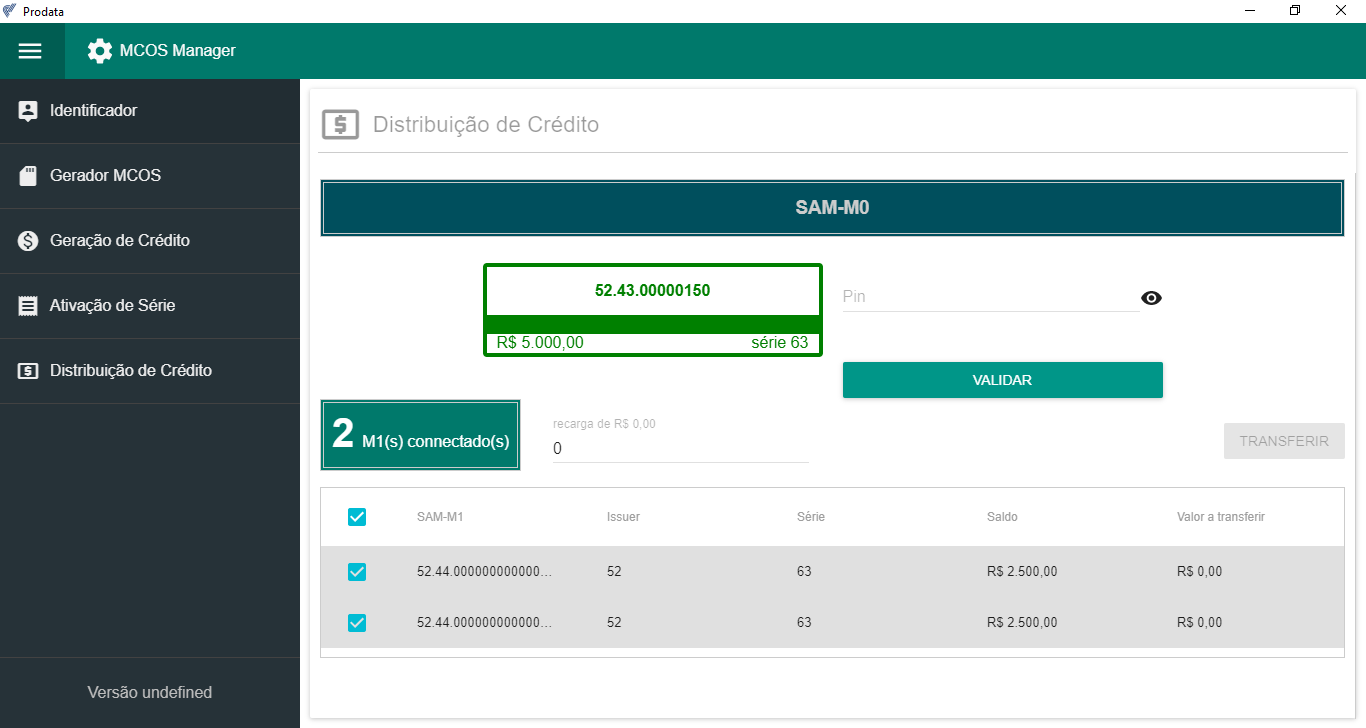 Prodata
MCOS Manager
Identificador
Gerador MCOS
Geração de Crédito
Ativação de Série
Distribuição de Crédito
Versão undefined
Distribuição de Crédito
SAM-M0
52.43.00000150
R$ 5.000,00 série 63
Pin
VALIDAR
2 M1(s) connectado(s)
recarga de R$ 0,00
0
TRANSFERIR
SAM-M1 Issuer Série Saldo Valor a transferir
52.44.000000000000... 52 63 R$ 2.500,00 R$ 0,00
52.44.000000000000... 52 63 R$ 2.500,00 R$ 0,00